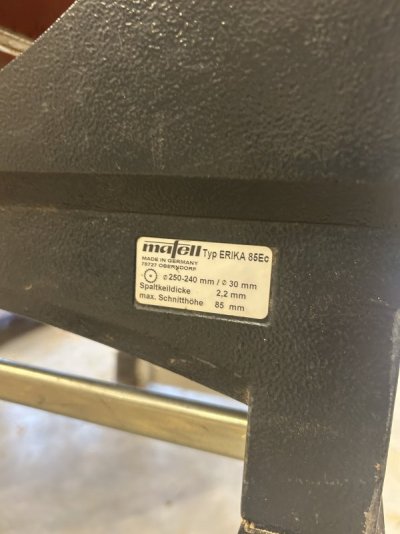 mafell Typ ERIKA 85Ec
MADE IN GERMANY
78727 OBERNDORF
ø 250-240 mm / ø 30 mm
Spaltkeildicke 2,2 mm
max. Schnitthöhe 85 mm